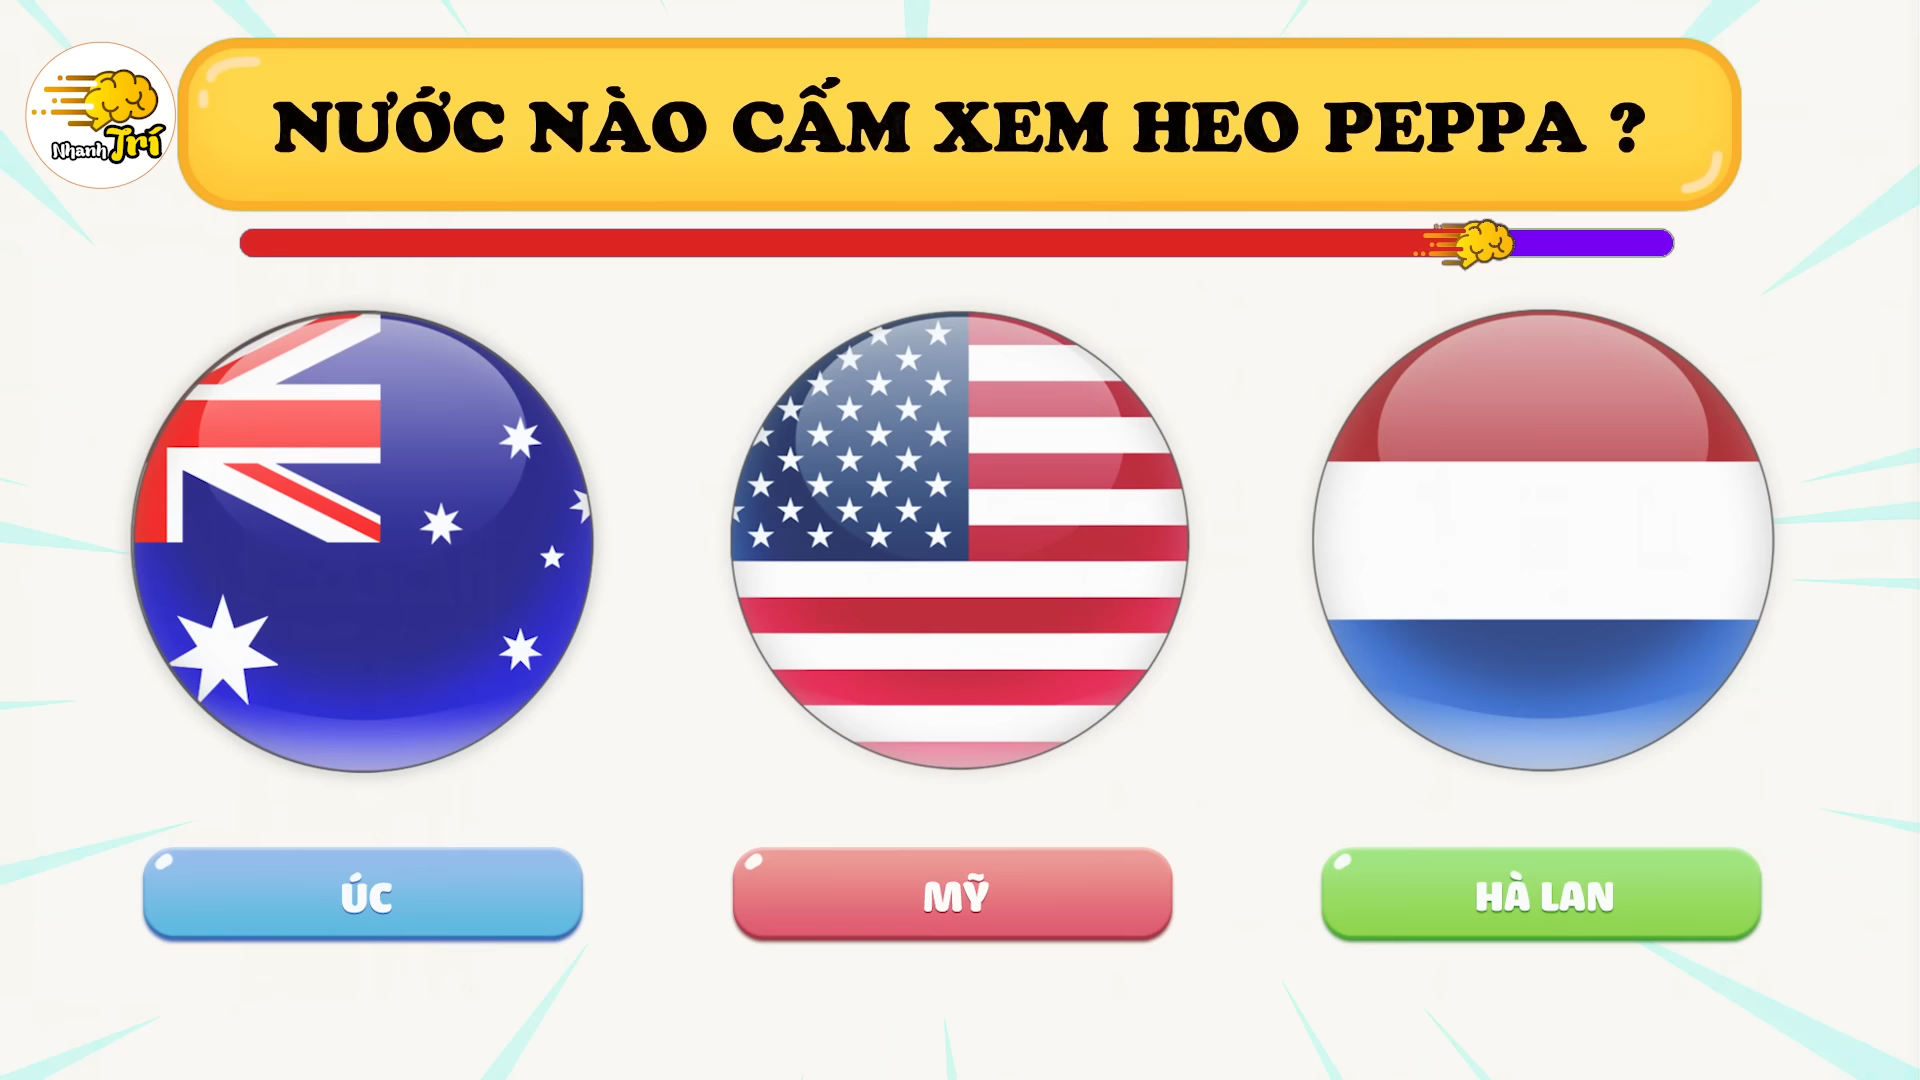 Nhanh Trí
NƯỚC NÀO CẤM XEM HEO PEPPA ?
ÚC
MỸ
HÀ LAN